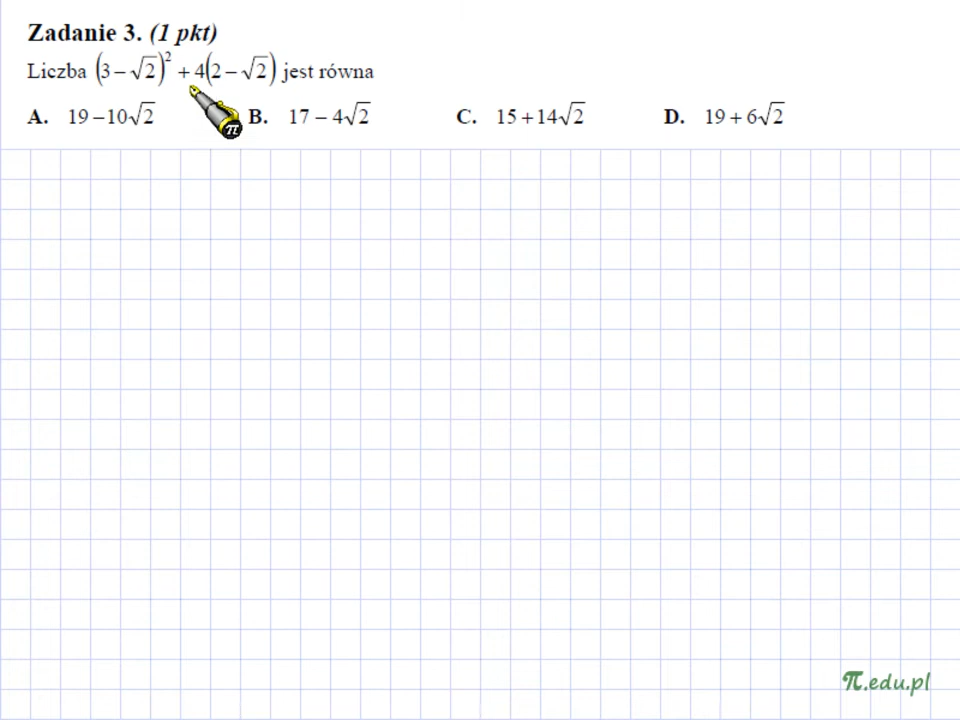 Zadanie 3. (1 pkt)
Liczba (3 − √2)² + 4(2 − √2) jest równa
A. 19 − 10√2 B. 17 − 4√2 C. 15 + 14√2 D. 19 + 6√2
π
π.edu.pl